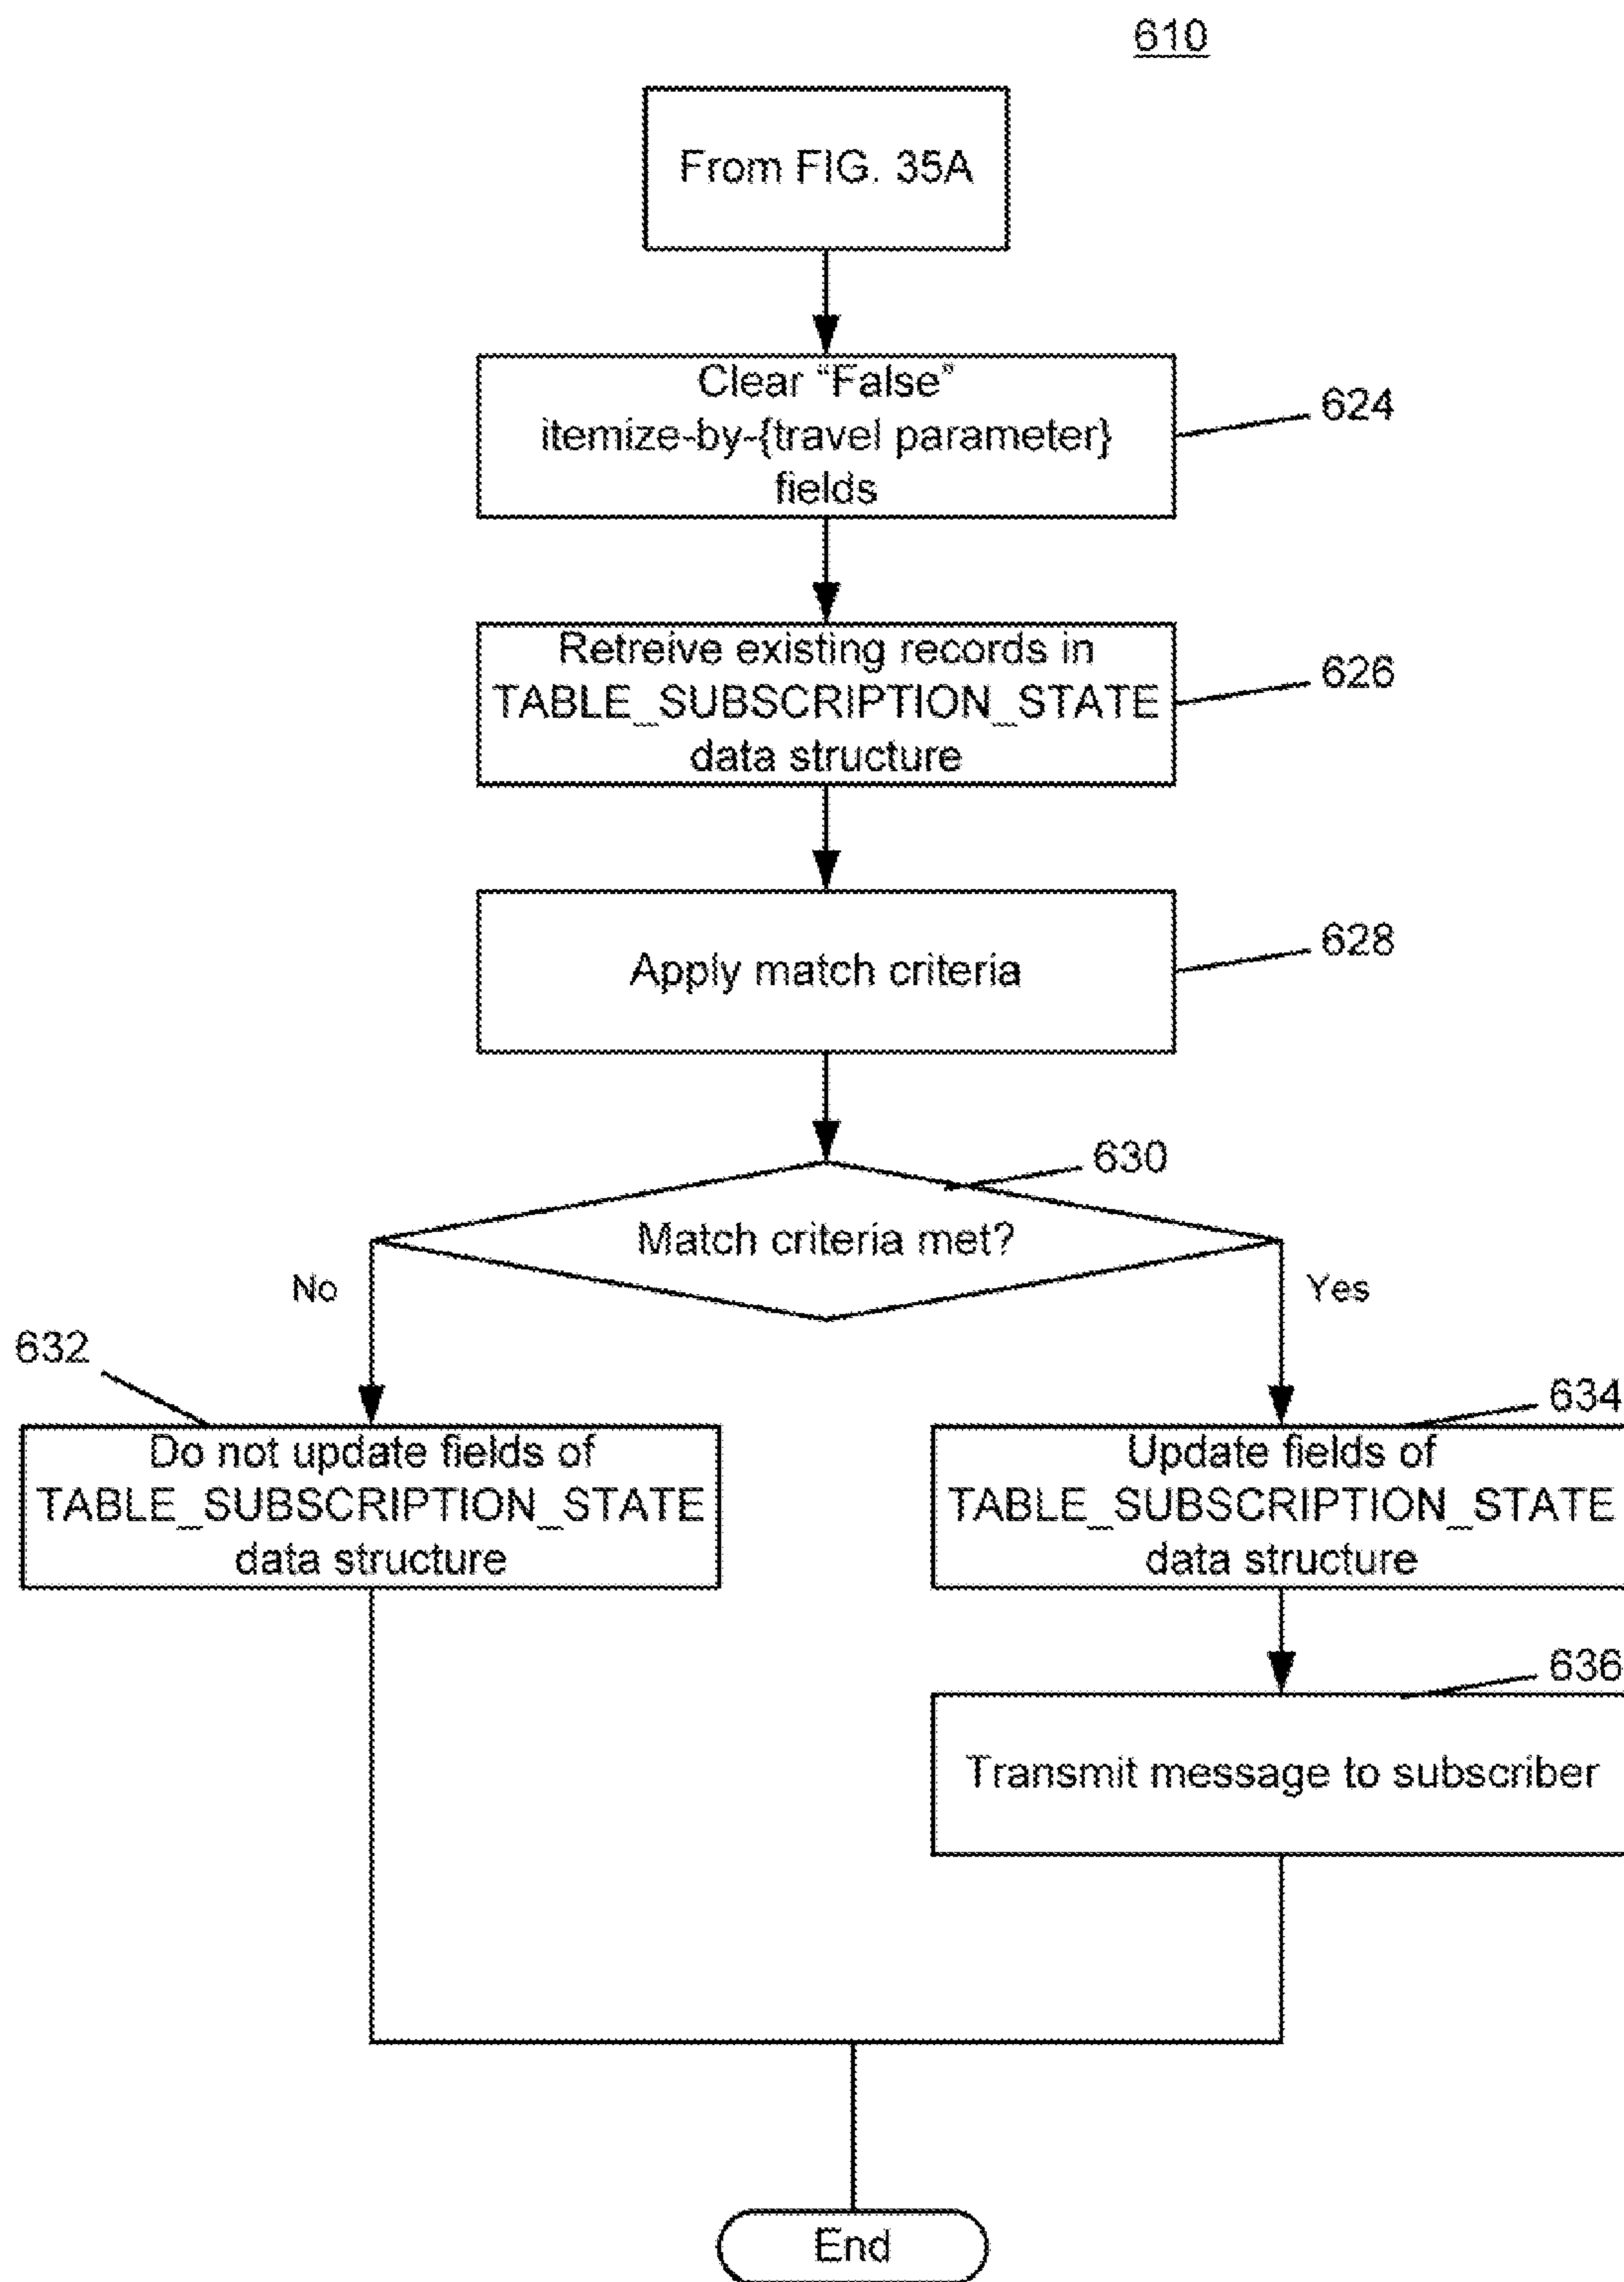 610
From FIG. 35A
Clear “False”
itemize-by-{travel parameter}
fields
624
Retreive existing records in
TABLE_SUBSCRIPTION_STATE
data structure
626
Apply match criteria
628
630
Match criteria met?
No
Yes
632
Do not update fields of
TABLE_SUBSCRIPTION_STATE
data structure
634
Update fields of
TABLE_SUBSCRIPTION_STATE
data structure
636
Transmit message to subscriber
End